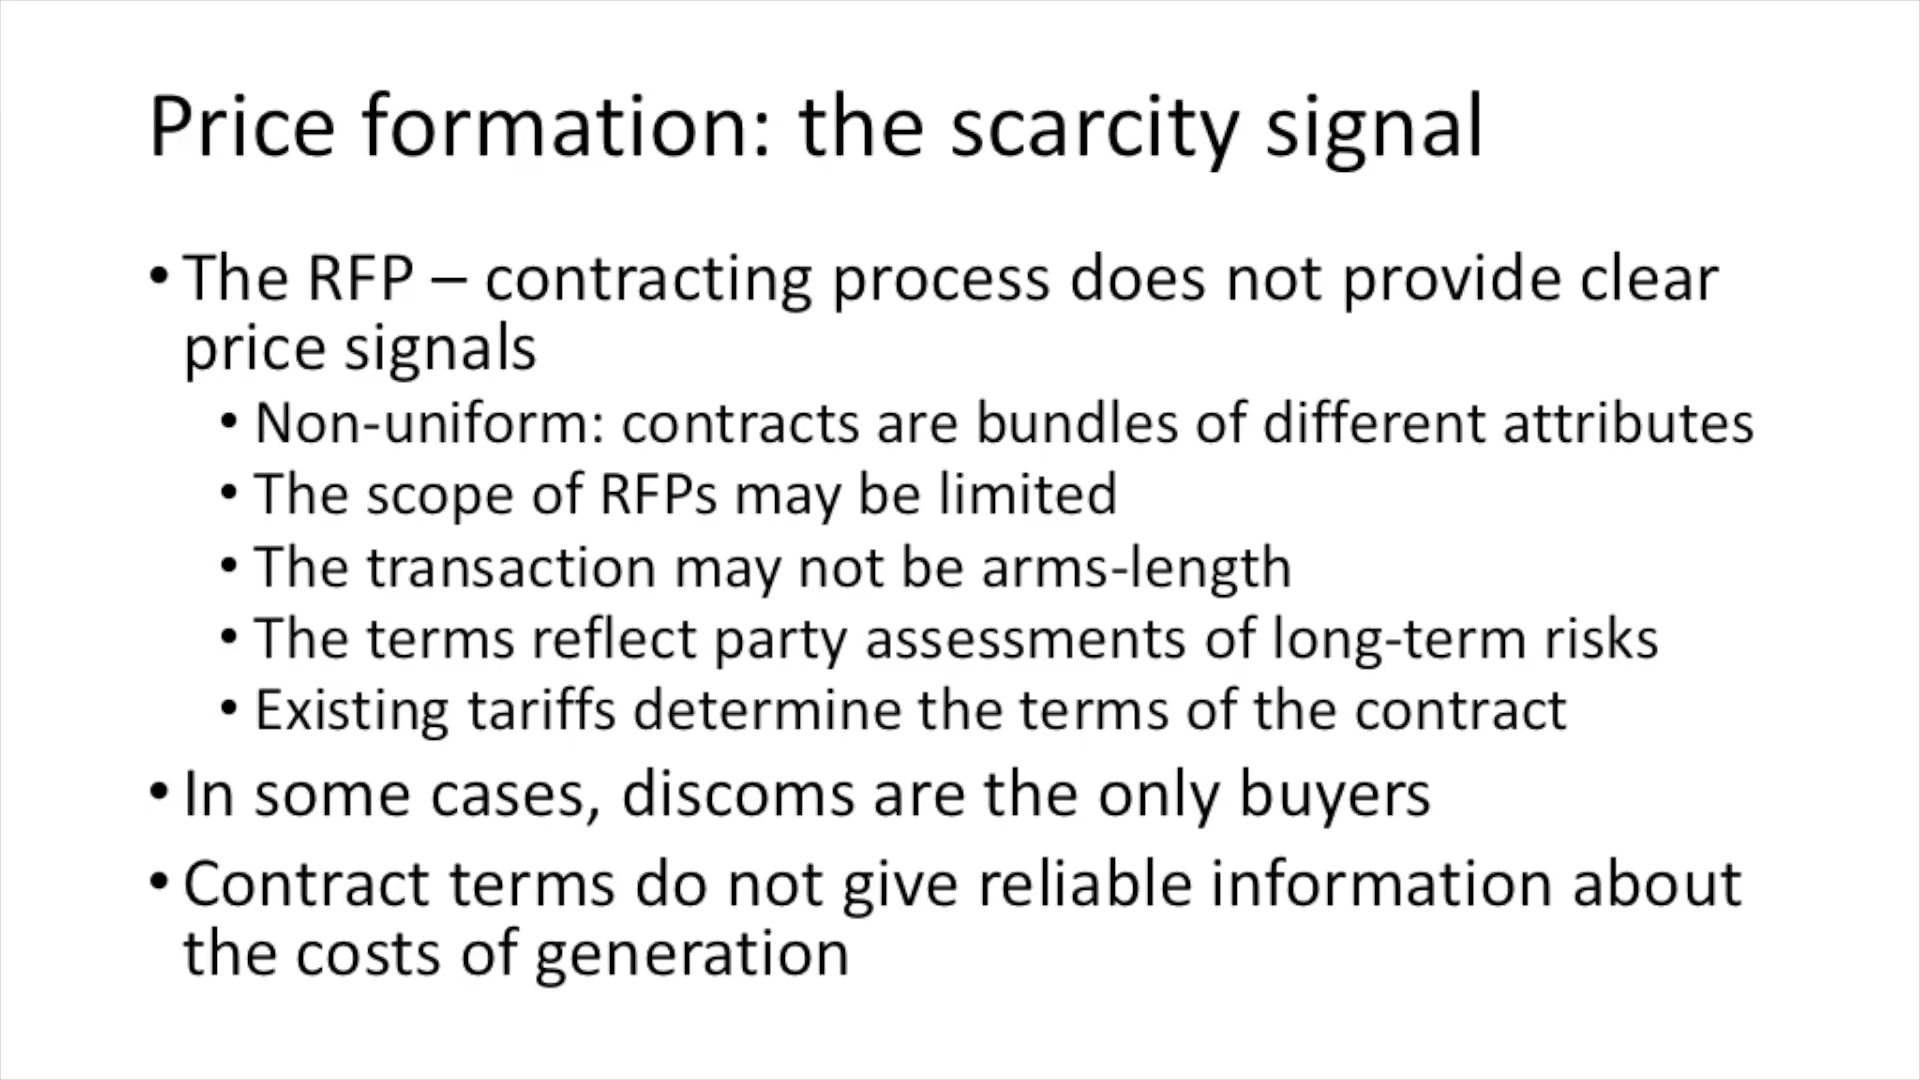 Price formation: the scarcity signal
• The RFP – contracting process does not provide clear
price signals
• Non-uniform: contracts are bundles of different attributes
• The scope of RFPs may be limited
• The transaction may not be arms-length
• The terms reflect party assessments of long-term risks
• Existing tariffs determine the terms of the contract
• In some cases, discoms are the only buyers
• Contract terms do not give reliable information about
the costs of generation